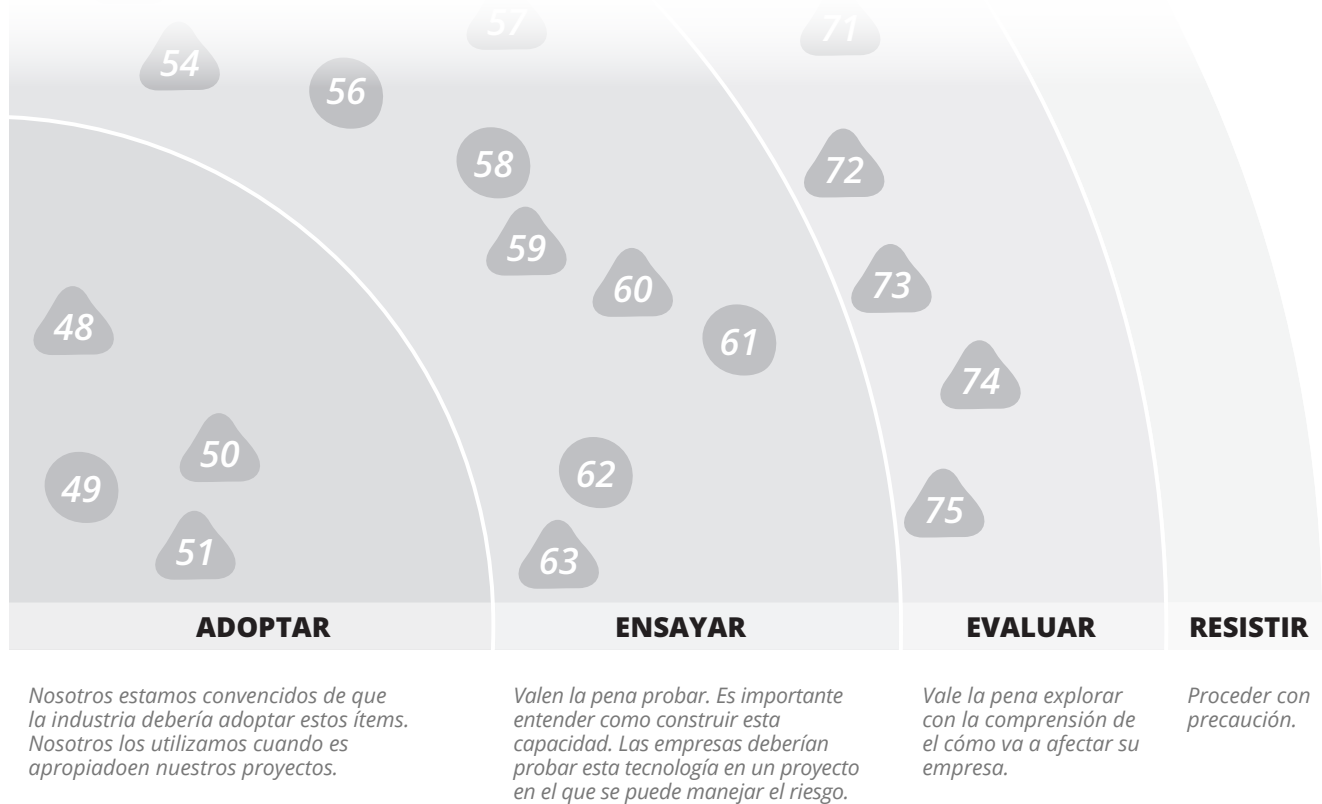 57
71
54
56
58
72
59
60
73
48
61
74
50
49
62
75
51
63
ADOPTAR
ENSAYAR
EVALUAR
RESISTIR
Nosotros estamos convencidos de que
la industria debería adoptar estos ítems.
Nosotros los utilizamos cuando es
apropiadoen nuestros proyectos.
Valen la pena probar. Es importante
entender como construir esta
capacidad. Las empresas deberían
probar esta tecnología en un proyecto
en el que se puede manejar el riesgo.
Vale la pena explorar
con la comprensión de
el cómo va a afectar su
empresa.
Proceder con
precaución.